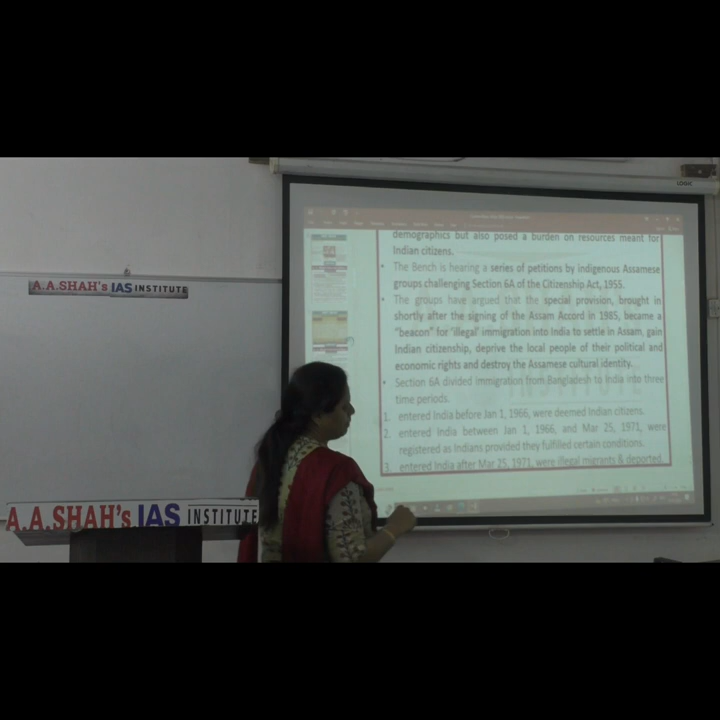 LOGIC
demographics but also posed a burden on resources meant for
Indian citizens.
• The Bench is hearing a series of petitions by indigenous Assamese
groups challenging Section 6A of the Citizenship Act, 1955.
• The groups have argued that the special provision, brought in
shortly after the signing of the Assam Accord in 1985, became a
"beacon" for 'illegal' immigration into India to settle in Assam, gain
Indian citizenship, deprive the local people of their political and
economic rights and destroy the Assamese cultural identity.
• Section 6A divided immigration from Bangladesh to India into three
time periods.
1. entered India before Jan 1, 1966, were deemed Indian citizens.
2. entered India between Jan 1, 1966, and Mar 25, 1971, were
registered as Indians provided they fulfilled certain conditions.
3. entered India after Mar 25, 1971, were illegal migrants & deported.
A.A.SHAH's IAS INSTITUTE
A.A.SHAH's IAS INSTITUTE